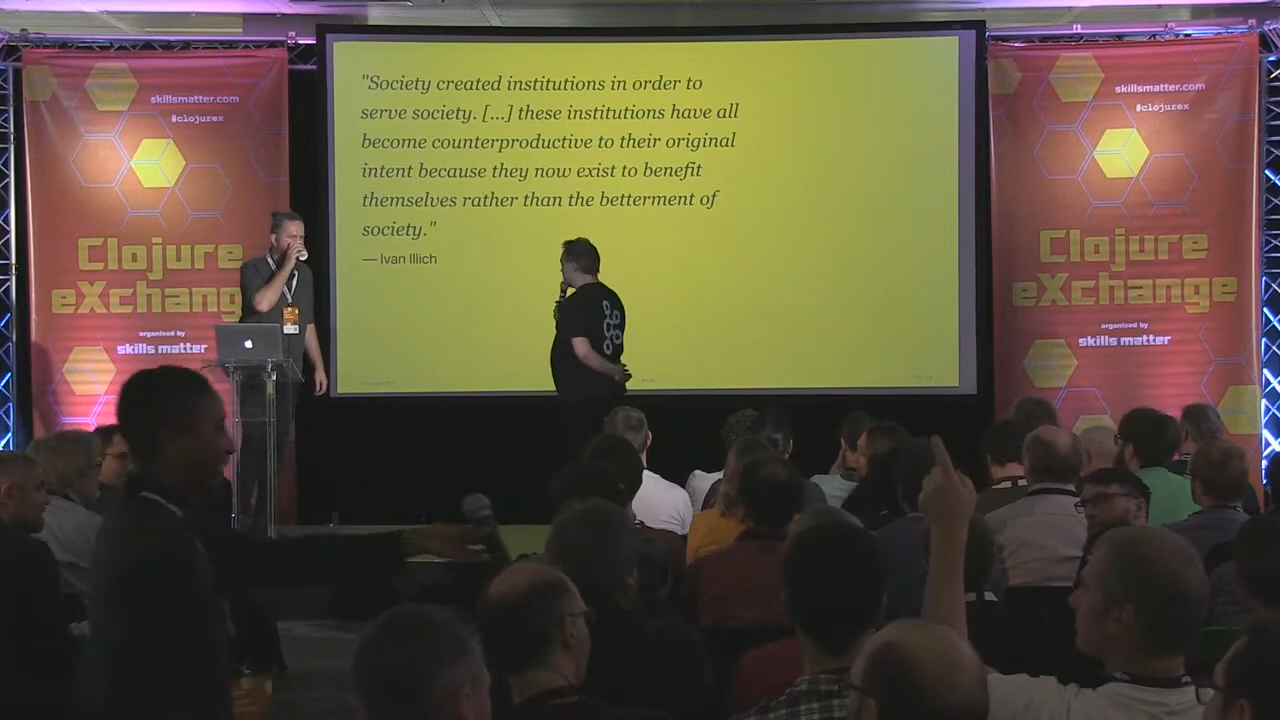 skillsmatter.com
#clojurex
Clojure
eXchang
organised by
skills matter
"Society created institutions in order to
serve society. [...] these institutions have all
become counterproductive to their original
intent because they now exist to benefit
themselves rather than the betterment of
society."
— Ivan Illich
skillsmatter.com
#clojurex
Clojure
eXchange
organised by
skills matter